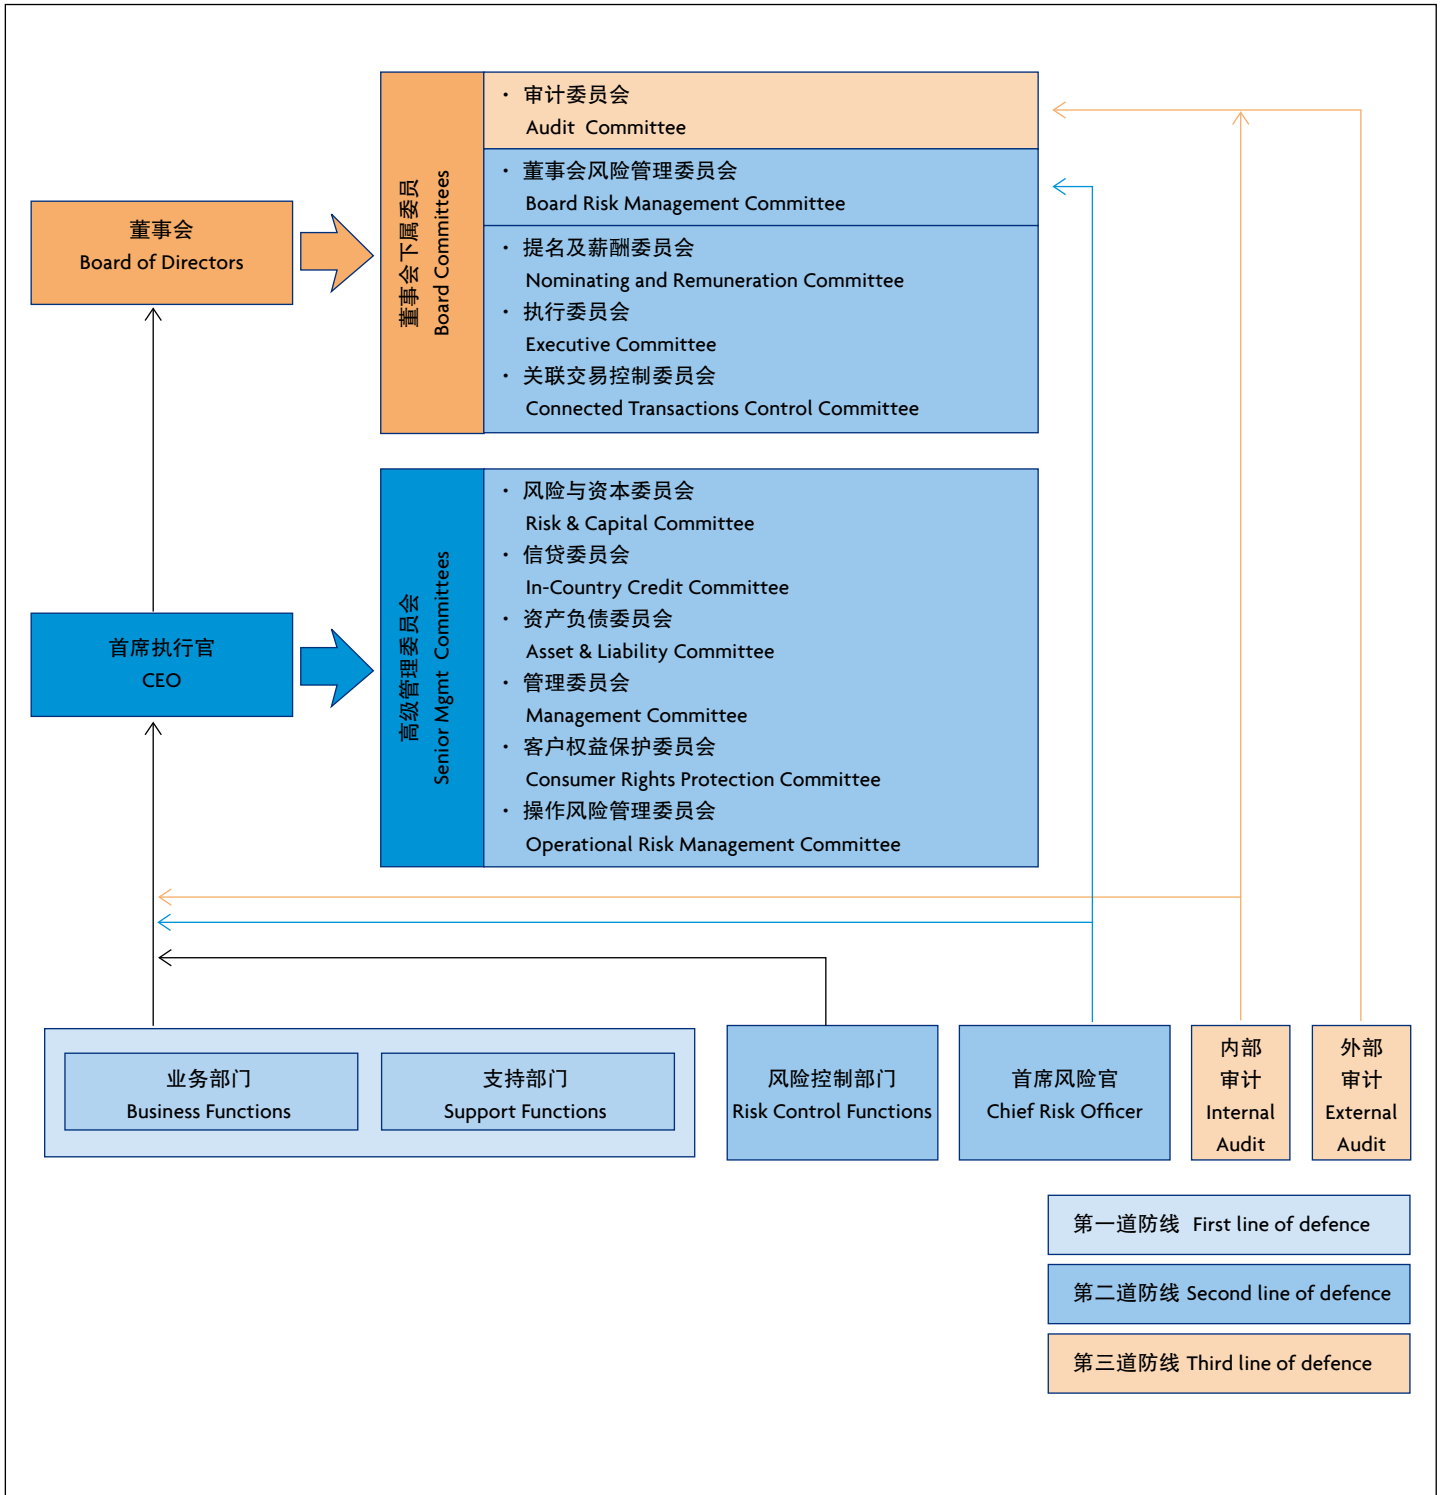 董事会
Board of Directors
董事会下属委员
Board Committees
· 审计委员会
Audit Committee
· 董事会风险管理委员会
Board Risk Management Committee
· 提名及薪酬委员会
Nominating and Remuneration Committee
· 执行委员会
Executive Committee
· 关联交易控制委员会
Connected Transactions Control Committee
首席执行官
CEO
高级管理委员会
Senior Mgmt Committees
· 风险与资本委员会
Risk & Capital Committee
· 信贷委员会
In-Country Credit Committee
· 资产负债委员会
Asset & Liability Committee
· 管理委员会
Management Committee
· 客户权益保护委员会
Consumer Rights Protection Committee
· 操作风险管理委员会
Operational Risk Management Committee
业务部门
Business Functions
支持部门
Support Functions
风险控制部门
Risk Control Functions
首席风险官
Chief Risk Officer
内部
审计
Internal
Audit
外部
审计
External
Audit
第一道防线 First line of defence
第二道防线 Second line of defence
第三道防线 Third line of defence